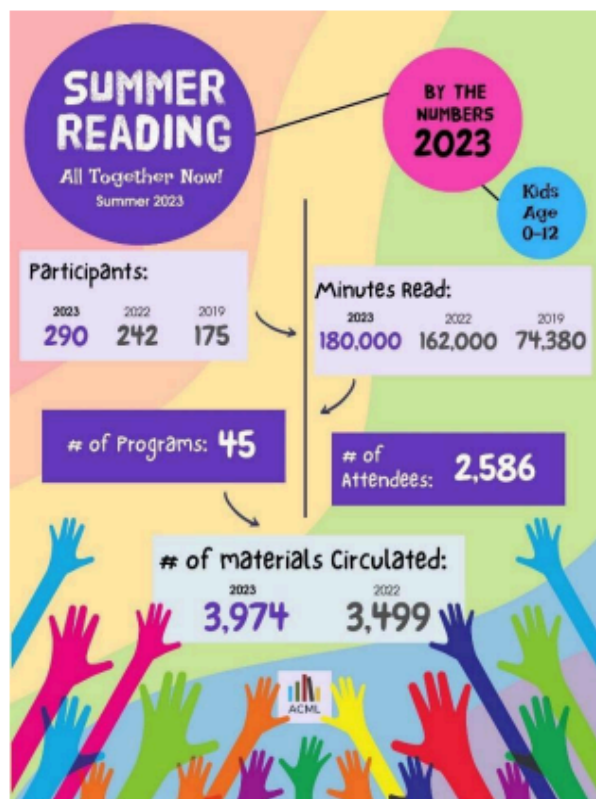 SUMMER
READING
All Together Now!
Summer 2023
BY THE
NUMBERS
2023
Kids
Age
0-12
Participants:
2023 2022 2019
290 242 175
Minutes Read:
2023 2022 2019
180,000 162,000 74,380
# of Programs: 45
# of
Attendees: 2,586
# of materials Circulated:
2023 2022
3,974 3,499
ACML